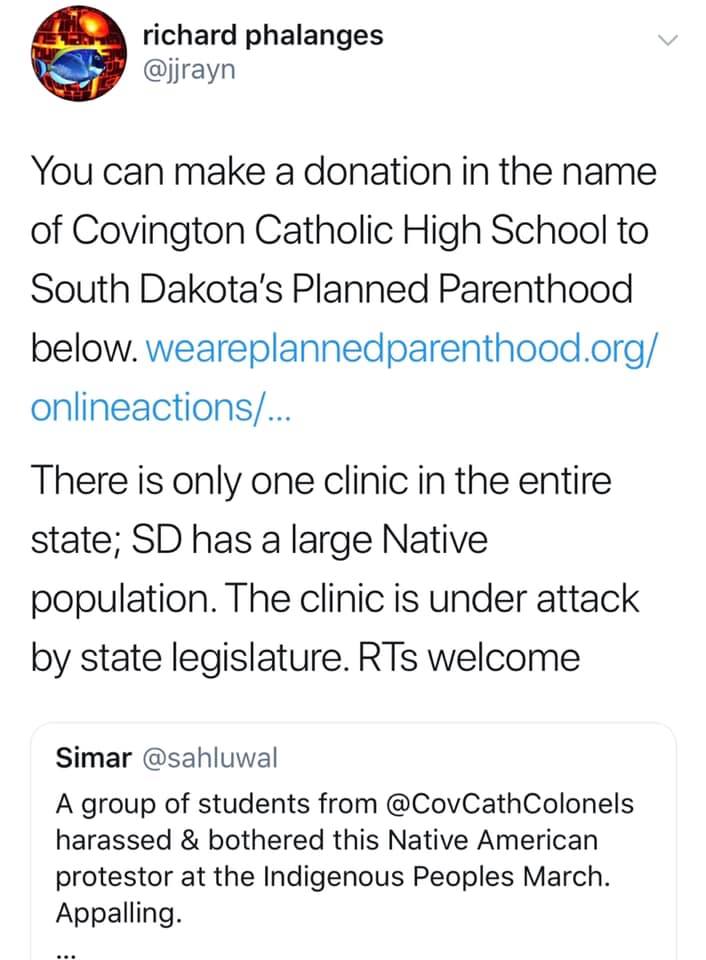 richard phalanges
@jjrayn
You can make a donation in the name
of Covington Catholic High School to
South Dakota's Planned Parenthood
below. weareplannedparenthood.org/
onlineactions/...
There is only one clinic in the entire
state; SD has a large Native
population. The clinic is under attack
by state legislature. RTs welcome
Simar @sahluwal
A group of students from @CovCathColonels
harassed & bothered this Native American
protestor at the Indigenous Peoples March.
Appalling.
...